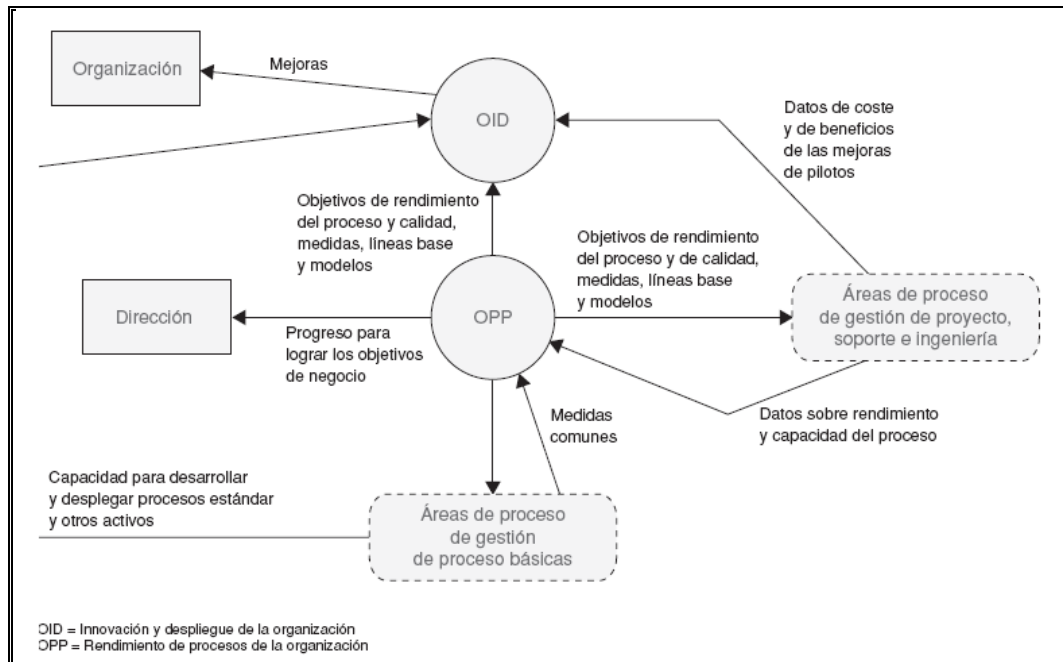 Organización
Mejoras
OID
Datos de coste
y de beneficios
de las mejoras
de pilotos
Objetivos de rendimiento
del proceso y calidad,
medidas, líneas base
y modelos
Objetivos de rendimiento
del proceso y de calidad,
medidas, líneas base
y modelos
Dirección
OPP
Áreas de proceso
de gestión de proyecto,
soporte e ingeniería
Progreso para
lograr los objetivos
de negocio
Medidas
comunes
Datos sobre rendimiento
y capacidad del proceso
Capacidad para desarrollar
y desplegar procesos estándar
y otros activos
Áreas de proceso
de gestión
de proceso básicas
OID = Innovación y despliegue de la organización
OPP = Rendimiento de procesos de la organización